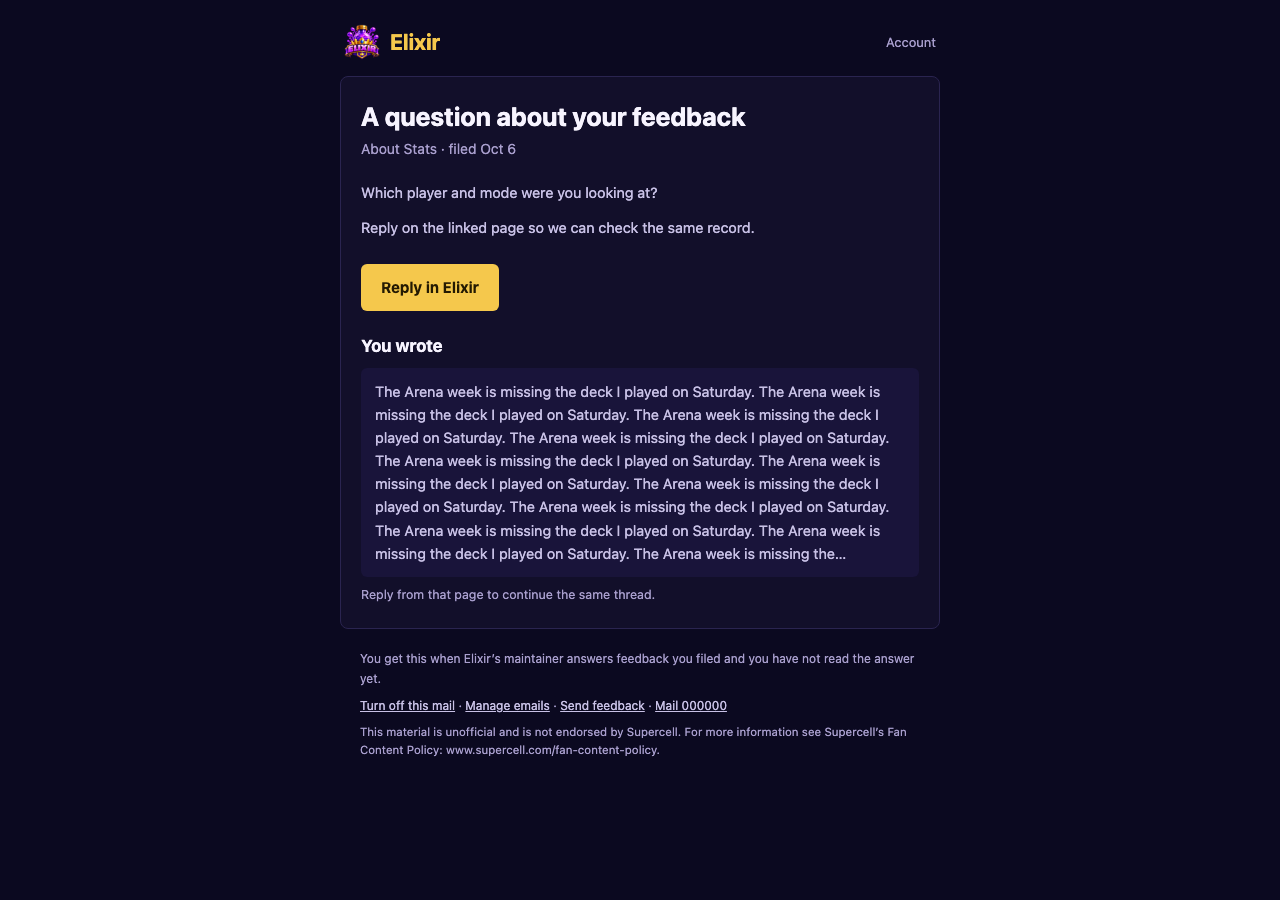 ELIXIR
Elixir
Account
A question about your feedback
About Stats · filed Oct 6
Which player and mode were you looking at?
Reply on the linked page so we can check the same record.
Reply in Elixir
You wrote
The Arena week is missing the deck I played on Saturday. The Arena week is
missing the deck I played on Saturday. The Arena week is missing the deck I
played on Saturday. The Arena week is missing the deck I played on Saturday.
The Arena week is missing the deck I played on Saturday. The Arena week is
missing the deck I played on Saturday. The Arena week is missing the deck I
played on Saturday. The Arena week is missing the deck I played on Saturday.
The Arena week is missing the deck I played on Saturday. The Arena week is
missing the deck I played on Saturday. The Arena week is missing the…
Reply from that page to continue the same thread.
You get this when Elixir’s maintainer answers feedback you filed and you have not read the answer
yet.
Turn off this mail · Manage emails · Send feedback · Mail 000000
This material is unofficial and is not endorsed by Supercell. For more information see Supercell’s Fan
Content Policy: www.supercell.com/fan-content-policy.